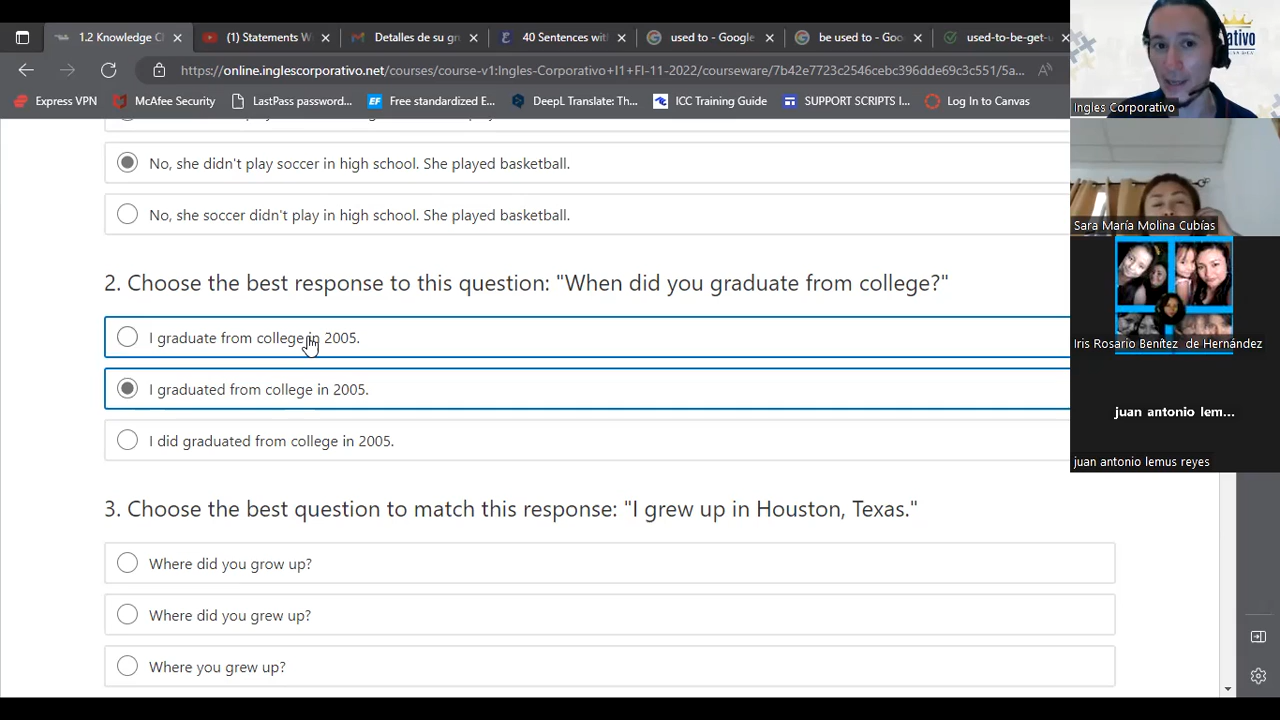 1.2 Knowledge C
(1) Statements W
Detalles de su gr
40 Sentences wit
used to - Google
be used to - Goo
used-to-be-get-u
https://online.inglescorporativo.net/courses/course-v1:Ingles-Corporativo+I1+FI-11-2022/courseware/7b42e7723c2546cebc396dde69c3c551/5a...
Express VPN
McAfee Security
LastPass password...
Free standardized E...
DeepL Translate: Th...
ICC Training Guide
SUPPORT SCRIPTS I...
Log In to Canvas
No, she didn't play soccer in high school. She played basketball.
No, she soccer didn't play in high school. She played basketball.
2. Choose the best response to this question: "When did you graduate from college?"
I graduate from college in 2005.
I graduated from college in 2005.
I did graduated from college in 2005.
3. Choose the best question to match this response: "I grew up in Houston, Texas."
Where did you grow up?
Where did you grew up?
Where you grew up?
ativo
Ingles Corporativo
Sara María Molina Cubías
Iris Rosario Benítez de Hernández
juan antonio lem...
juan antonio lemus reyes